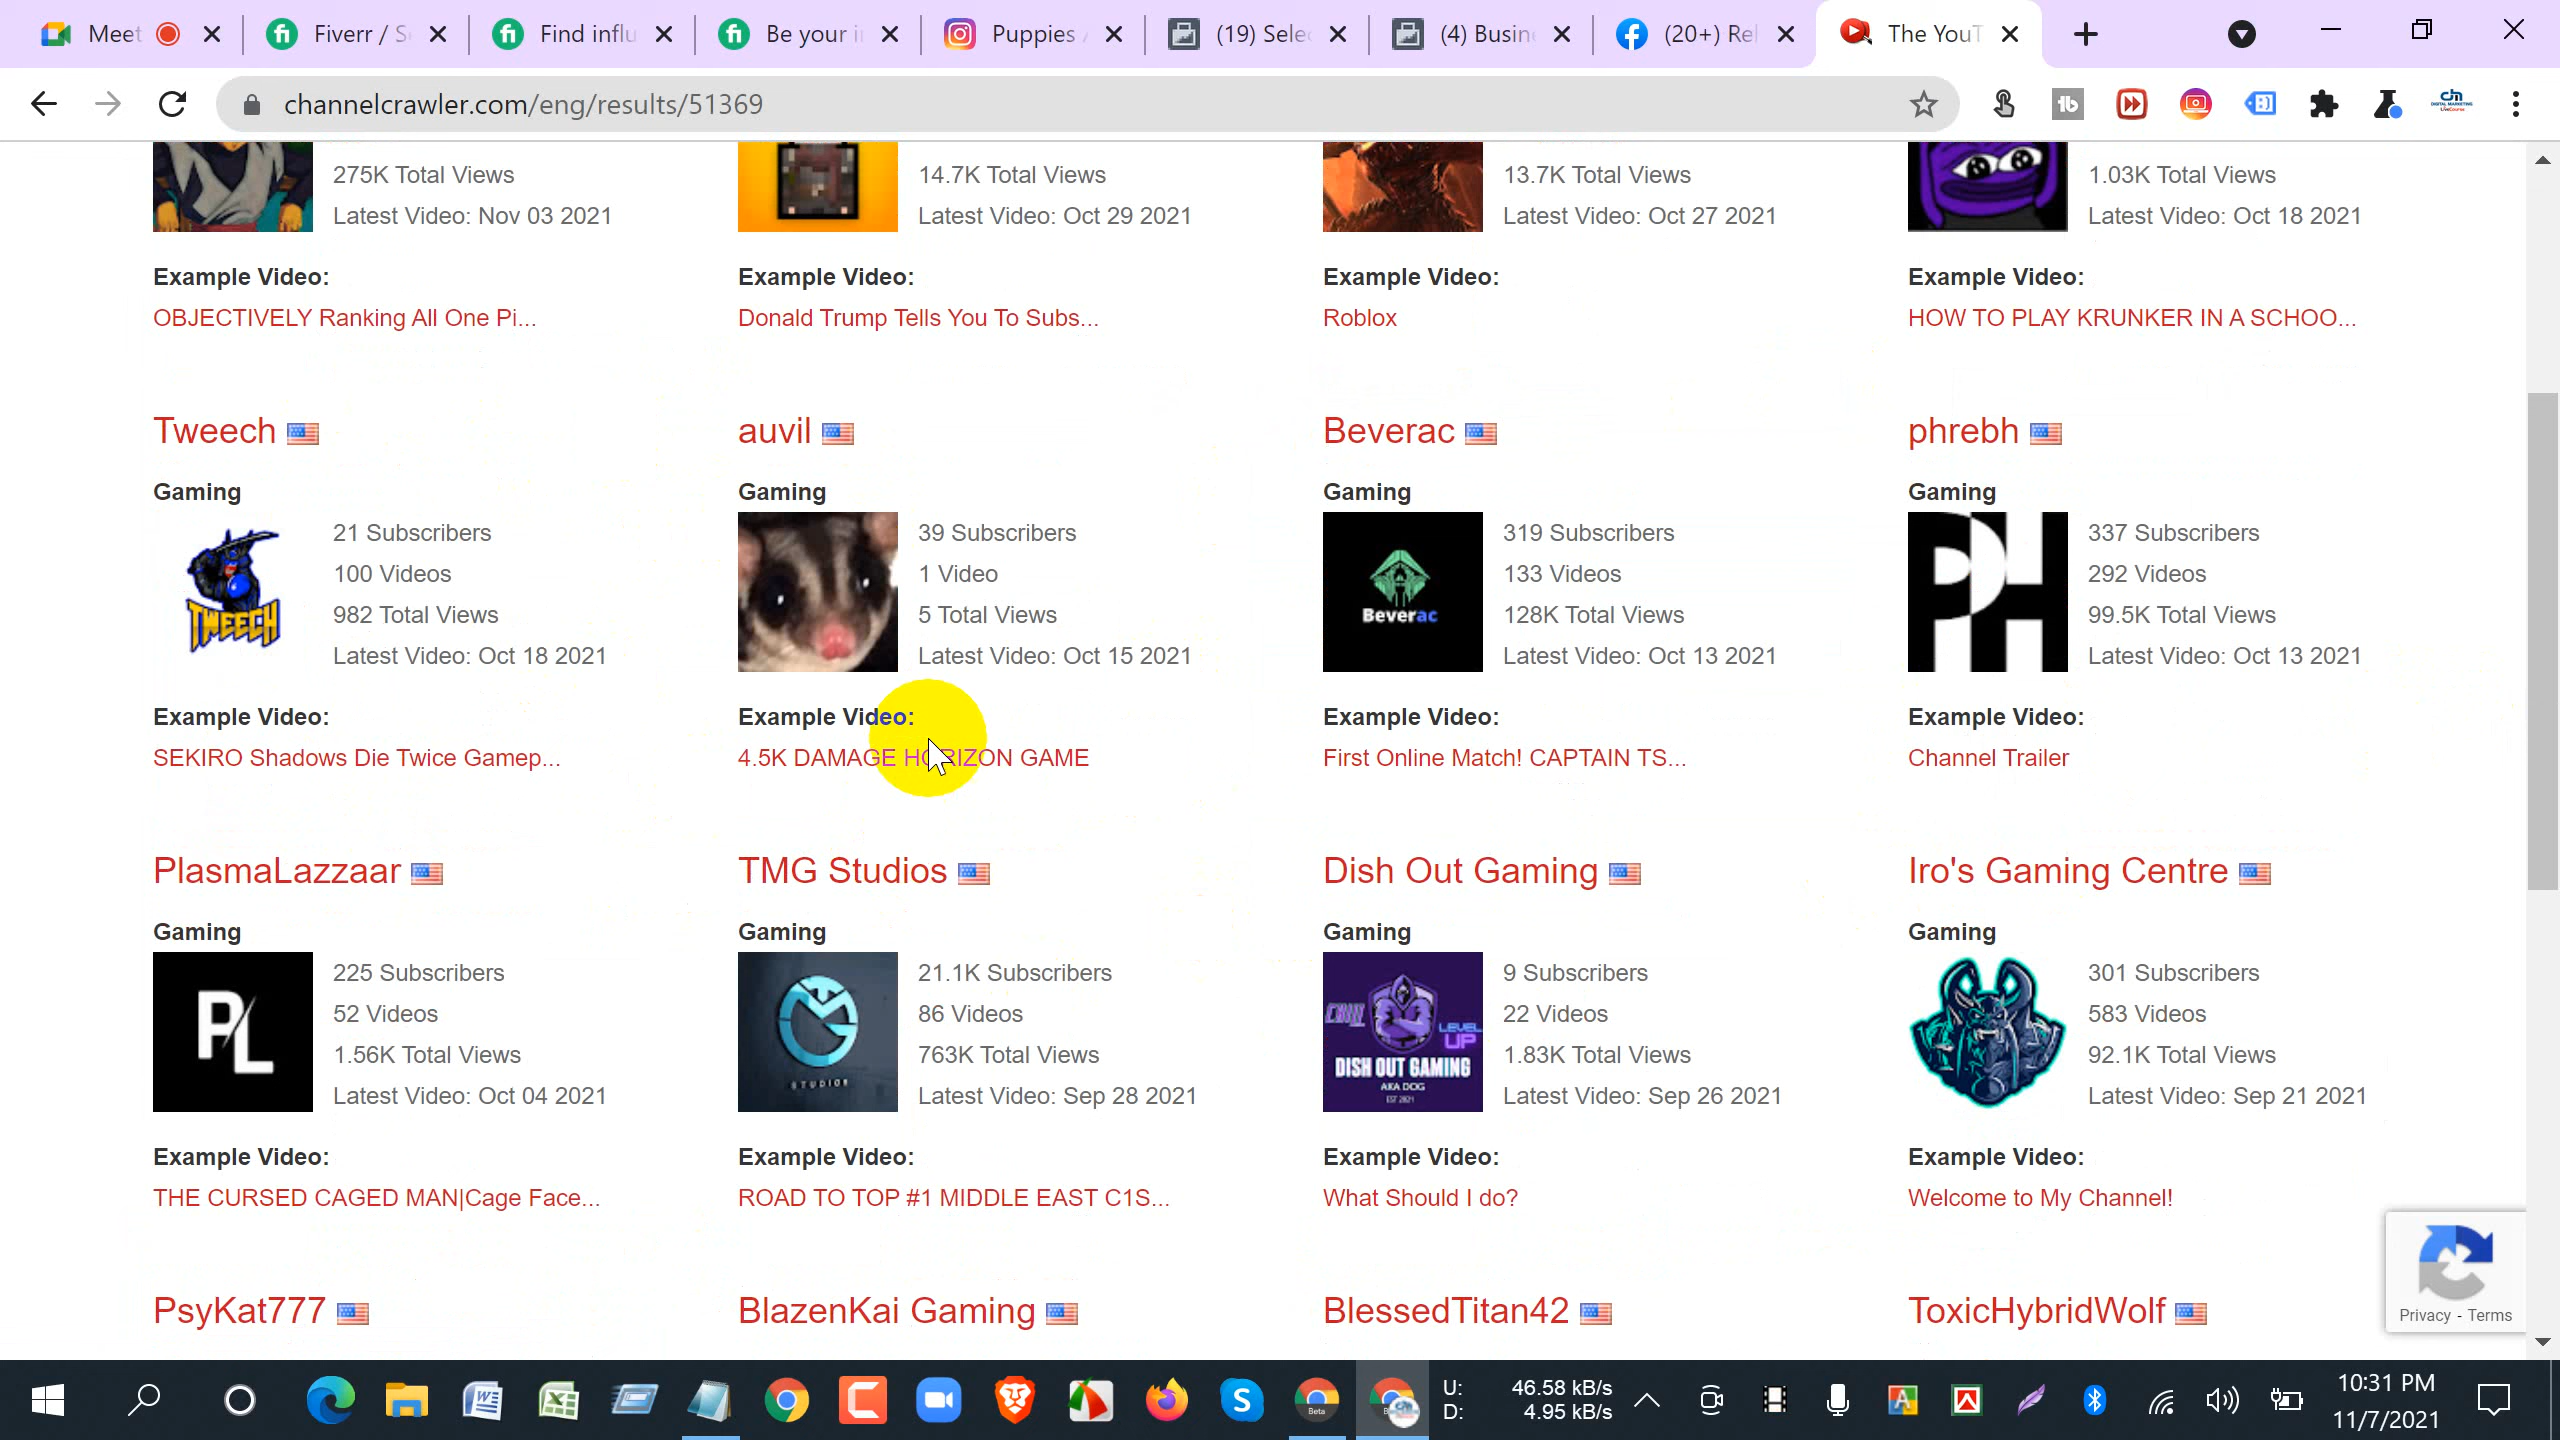 Meet
Fiverr / S
Find influ
Be your i
Puppies
(19) Sele
(4) Busin
(20+) Rel
The YouT
channelcrawler.com/eng/results/51369
275K Total Views
Latest Video: Nov 03 2021
14.7K Total Views
Latest Video: Oct 29 2021
13.7K Total Views
Latest Video: Oct 27 2021
1.03K Total Views
Latest Video: Oct 18 2021
Example Video:
OBJECTIVELY Ranking All One Pi...
Example Video:
Donald Trump Tells You To Subs...
Example Video:
Roblox
Example Video:
HOW TO PLAY KRUNKER IN A SCHOO...
Tweech
Gaming
TWEECH
21 Subscribers
100 Videos
982 Total Views
Latest Video: Oct 18 2021
Example Video:
SEKIRO Shadows Die Twice Gamep...
auvil
Gaming
39 Subscribers
1 Video
5 Total Views
Latest Video: Oct 15 2021
Example Video:
4.5K DAMAGE HORIZON GAME
Beverac
Gaming
Beverac
319 Subscribers
133 Videos
128K Total Views
Latest Video: Oct 13 2021
Example Video:
First Online Match! CAPTAIN TS...
phrebh
Gaming
PH
337 Subscribers
292 Videos
99.5K Total Views
Latest Video: Oct 13 2021
Example Video:
Channel Trailer
PlasmaLazzaar
Gaming
PL
225 Subscribers
52 Videos
1.56K Total Views
Latest Video: Oct 04 2021
Example Video:
THE CURSED CAGED MAN|Cage Face...
TMG Studios
Gaming
STUDIOS
21.1K Subscribers
86 Videos
763K Total Views
Latest Video: Sep 28 2021
Example Video:
ROAD TO TOP #1 MIDDLE EAST C1S...
Dish Out Gaming
Gaming
LEVEL
UP
DISH OUT GAMING
AKA DOG
EST 2021
9 Subscribers
22 Videos
1.83K Total Views
Latest Video: Sep 26 2021
Example Video:
What Should I do?
Iro's Gaming Centre
Gaming
301 Subscribers
583 Videos
92.1K Total Views
Latest Video: Sep 21 2021
Example Video:
Welcome to My Channel!
PsyKat777
BlazenKai Gaming
BlessedTitan42
ToxicHybridWolf
Privacy - Terms
Beta
U: 46.58 kB/s
D: 4.95 kB/s
10:31 PM
11/7/2021